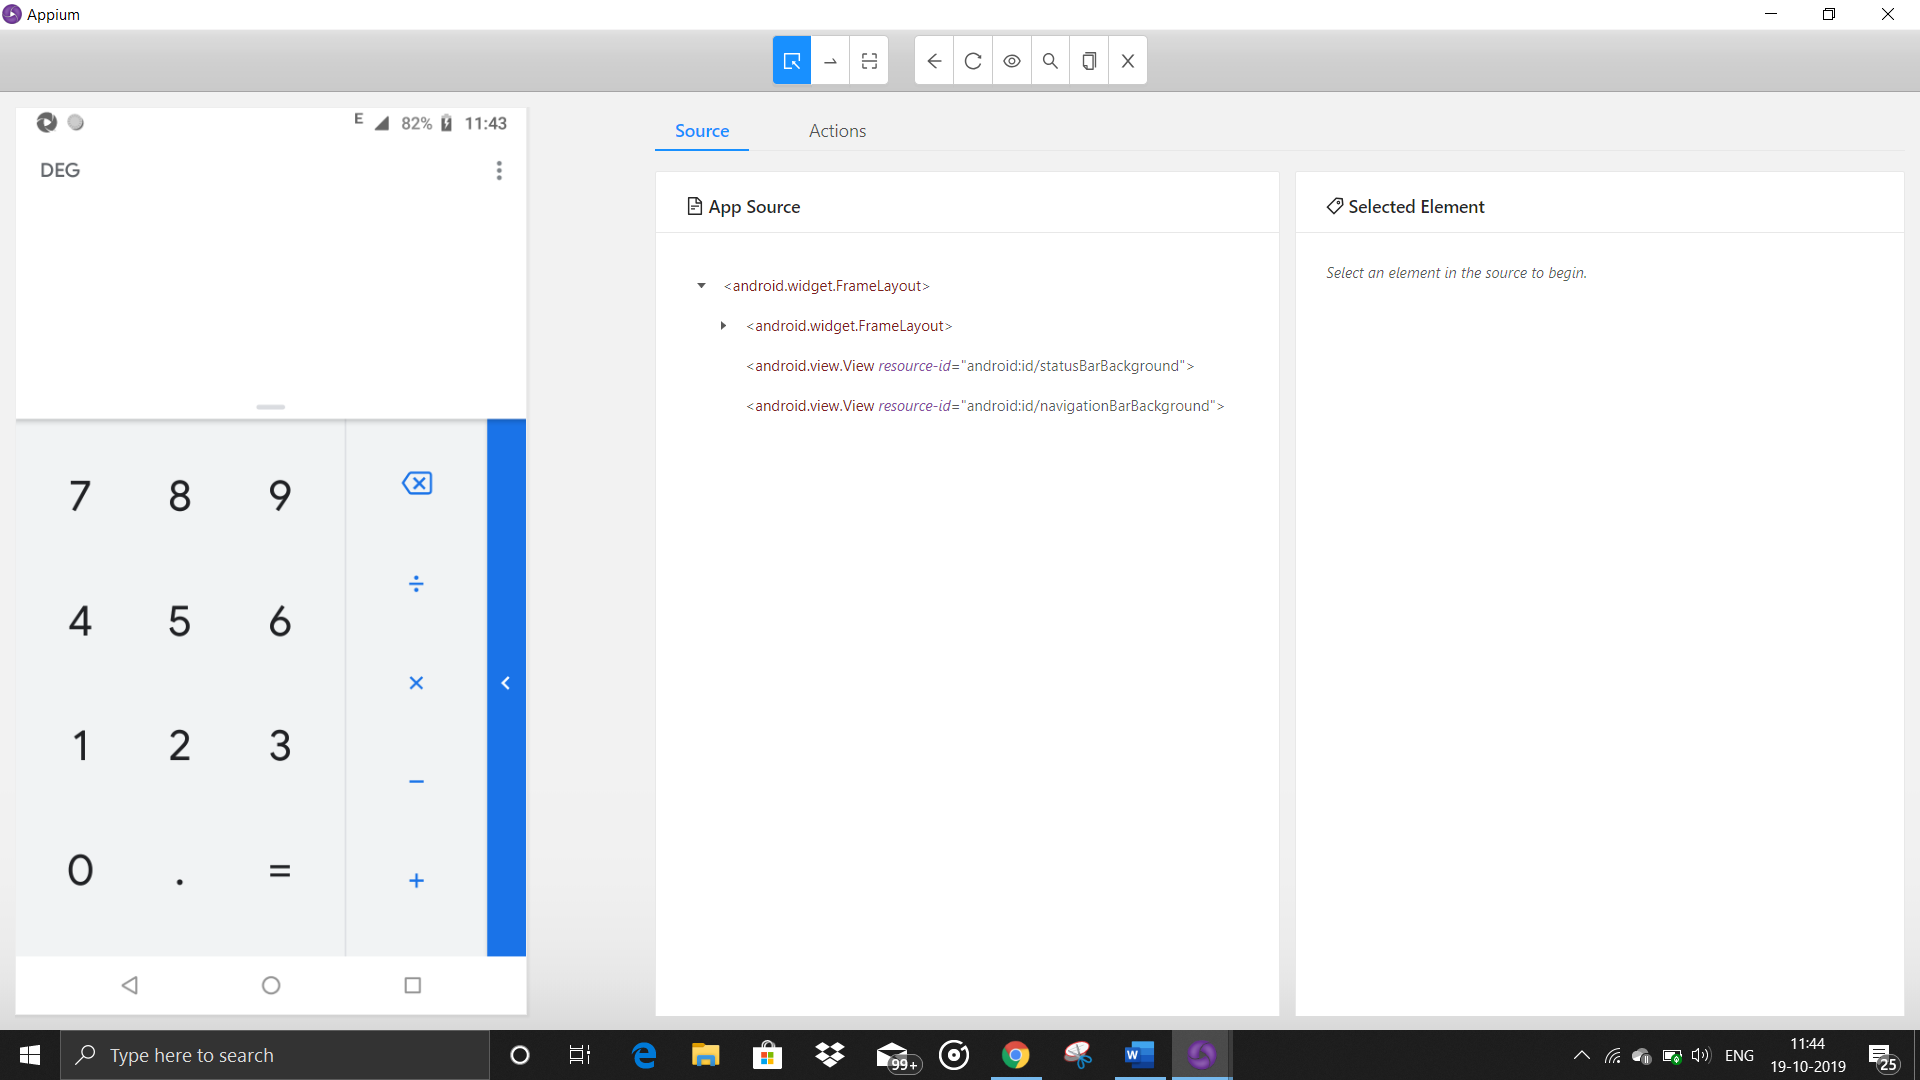 Appium
E 82% 11:43
DEG
7 8 9
÷
4 5 6
×
1 2 3
−
0 . =
+
Source Actions
App Source
<android.widget.FrameLayout>
<android.widget.FrameLayout>
<android.view.View resource-id="android:id/statusBarBackground">
<android.view.View resource-id="android:id/navigationBarBackground">
Selected Element
Select an element in the source to begin.
Type here to search
99+
W
ENG
11:44
19-10-2019
25